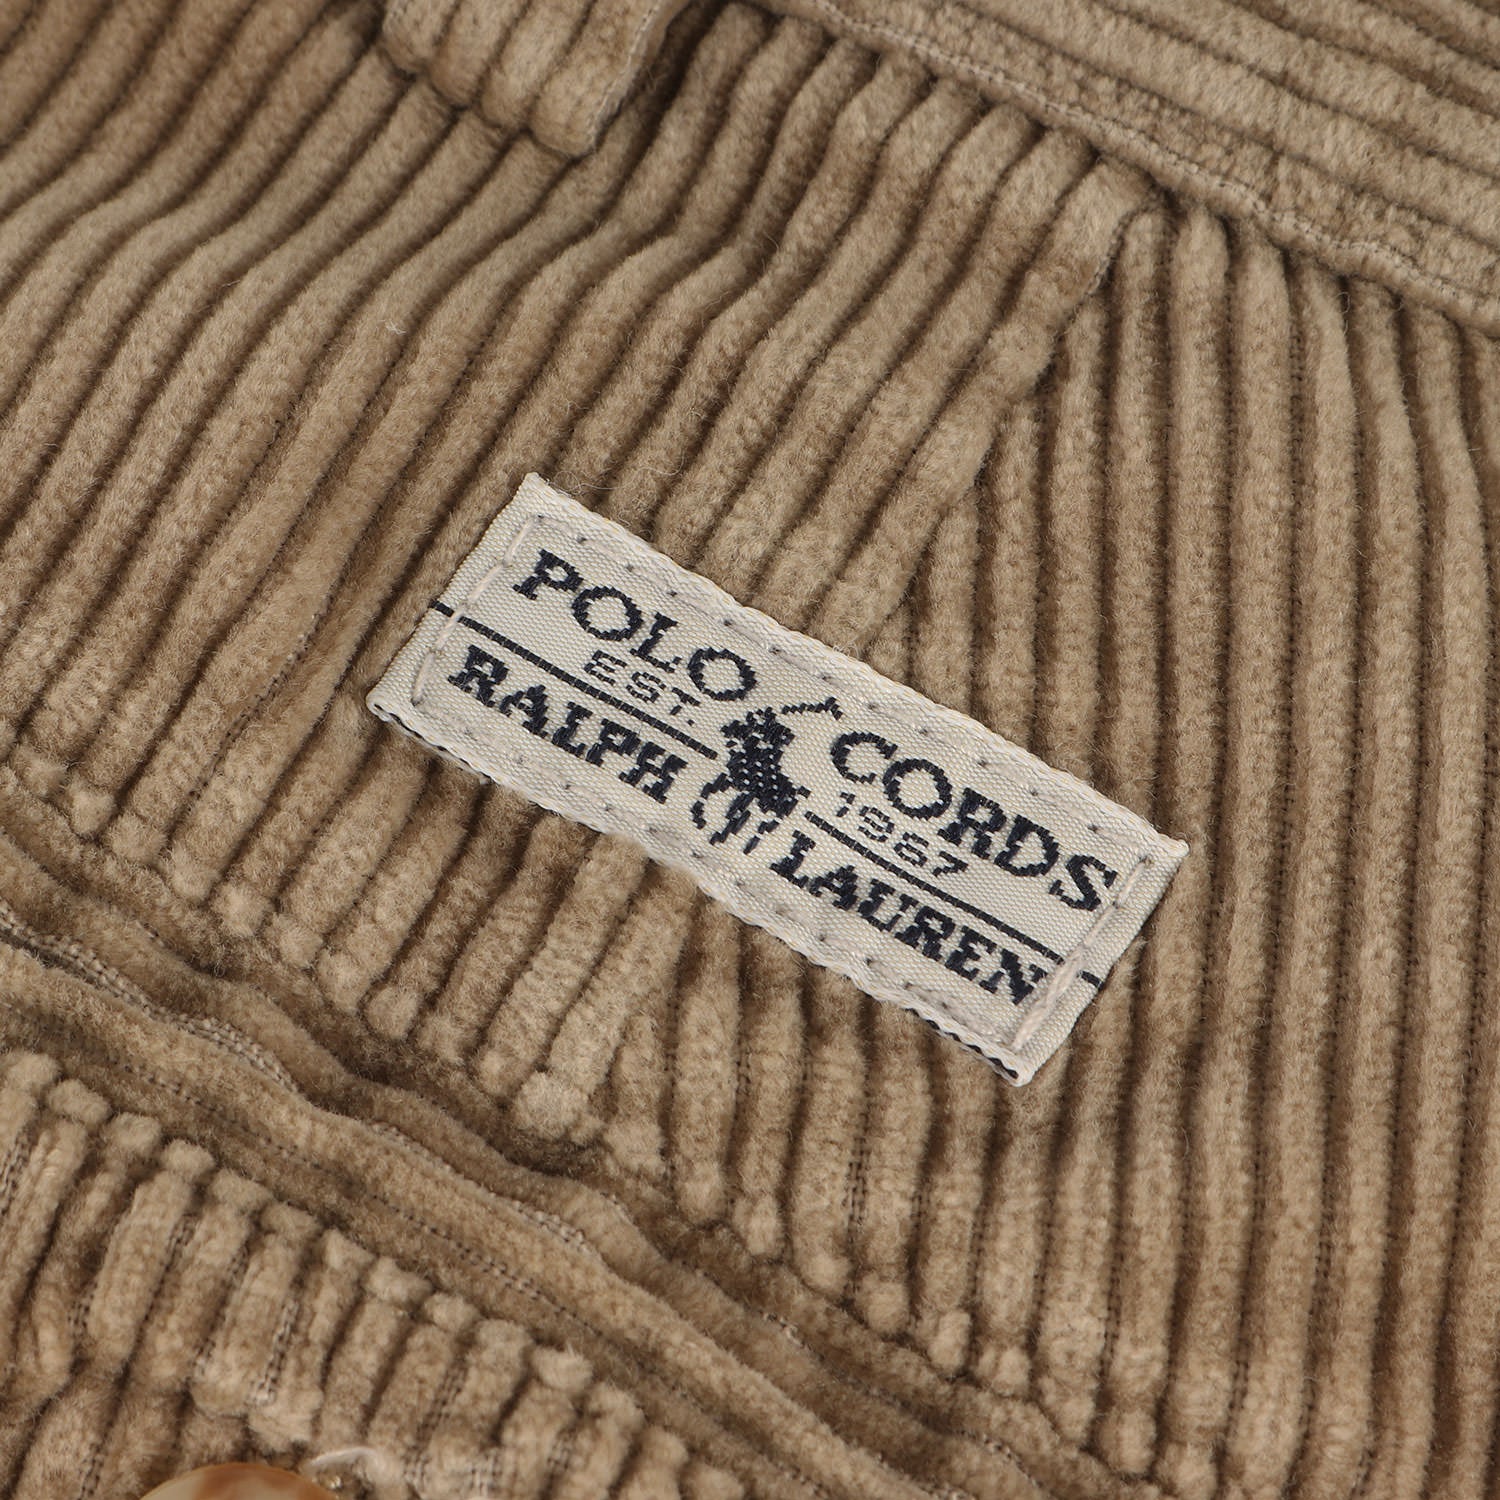 POLO CORDS
EST. 1967
RALPH LAUREN